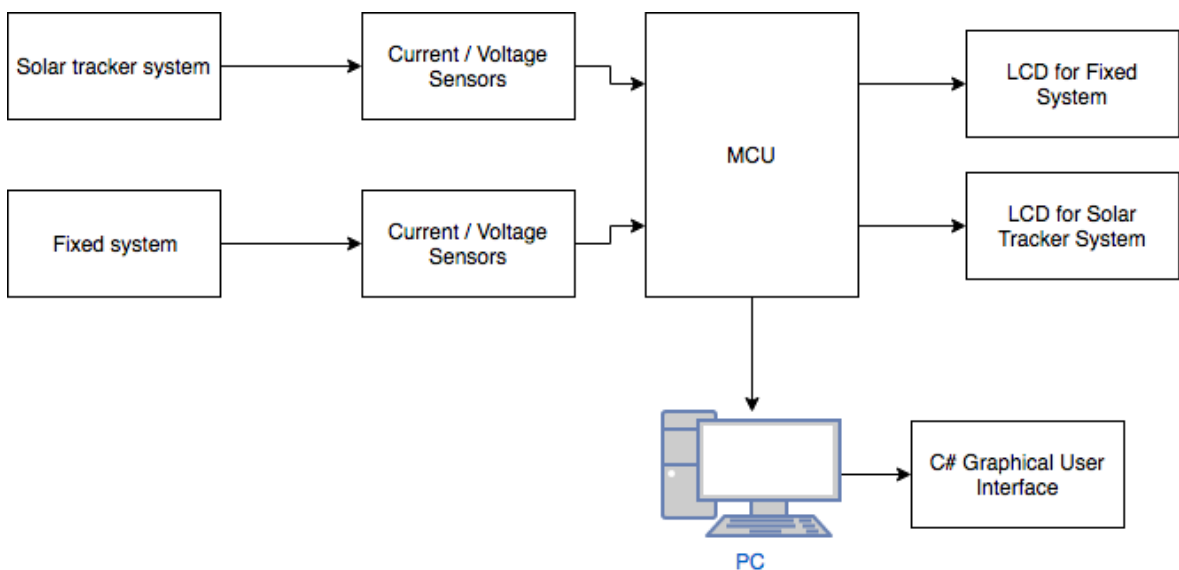 Solar tracker system
Current / Voltage
Sensors
MCU
LCD for Fixed
System
Fixed system
Current / Voltage
Sensors
LCD for Solar
Tracker System
C# Graphical User
Interface
PC